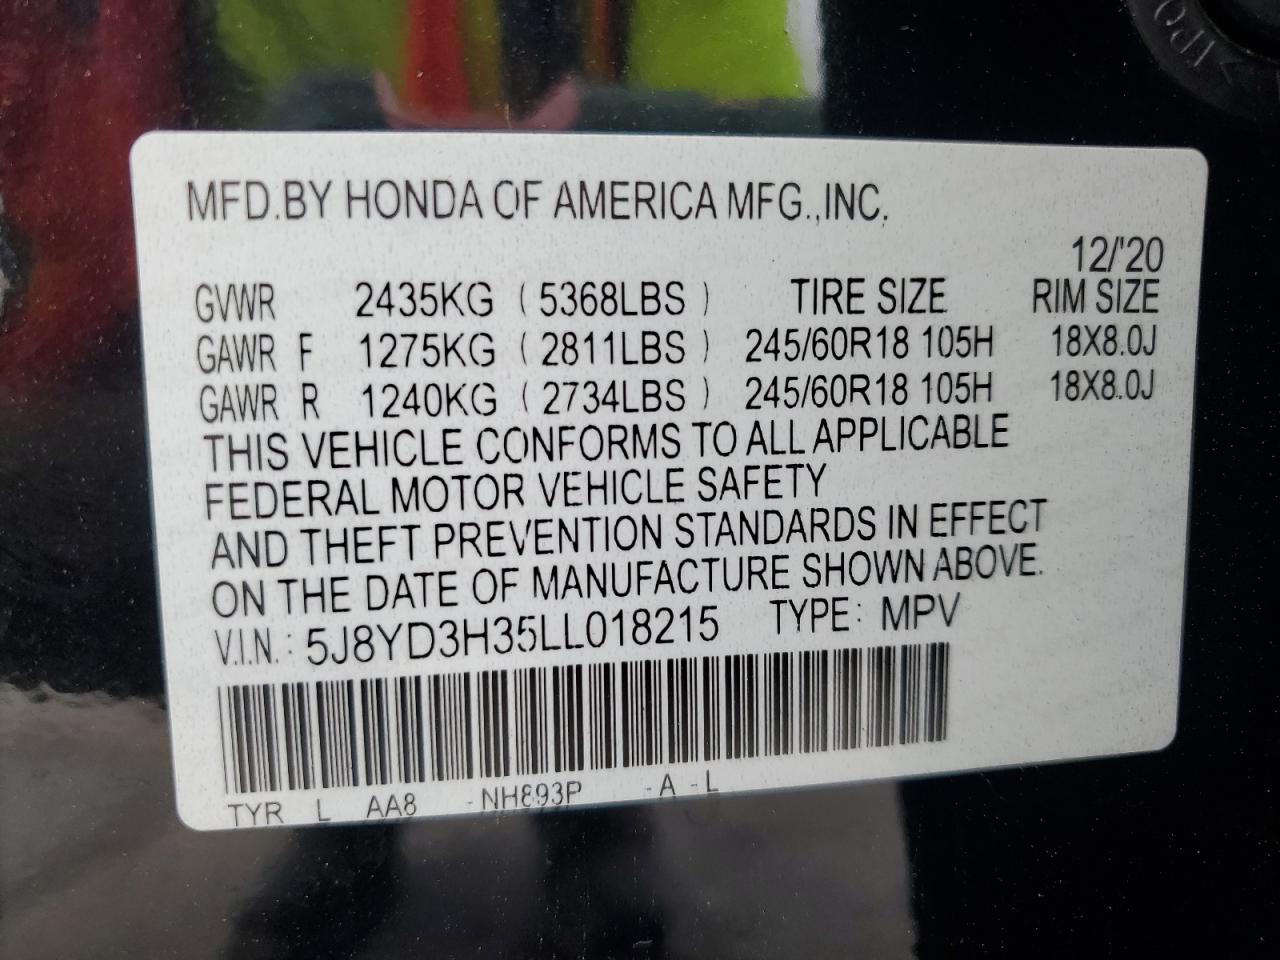 MFD.BY HONDA OF AMERICA MFG.,INC.
12/'20
GVWR 2435KG (5368LBS) TIRE SIZE RIM SIZE
GAWR F 1275KG (2811LBS) 245/60R18 105H 18X8.0J
GAWR R 1240KG (2734LBS) 245/60R18 105H 18X8.0J
THIS VEHICLE CONFORMS TO ALL APPLICABLE
FEDERAL MOTOR VEHICLE SAFETY
AND THEFT PREVENTION STANDARDS IN EFFECT
ON THE DATE OF MANUFACTURE SHOWN ABOVE.
V.I.N.: 5J8YD3H35LL018215 TYPE: MPV
TYR L AA8 -NH893P -A -L